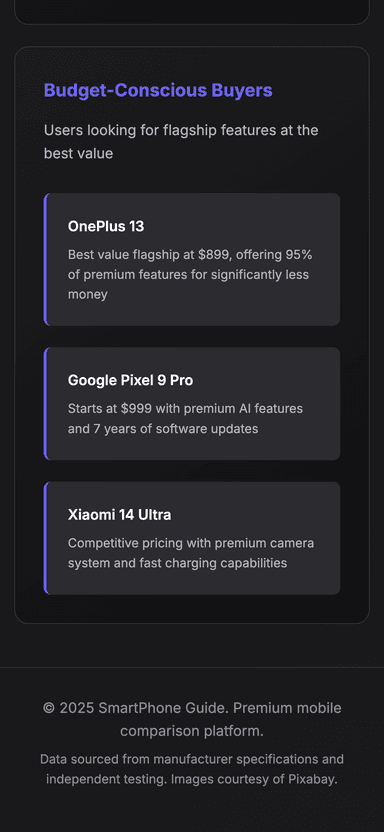 Budget-Conscious Buyers
Users looking for flagship features at the
best value
OnePlus 13
Best value flagship at $899, offering 95%
of premium features for significantly less
money
Google Pixel 9 Pro
Starts at $999 with premium AI features
and 7 years of software updates
Xiaomi 14 Ultra
Competitive pricing with premium camera
system and fast charging capabilities
© 2025 SmartPhone Guide. Premium mobile
comparison platform.
Data sourced from manufacturer specifications and
independent testing. Images courtesy of Pixabay.